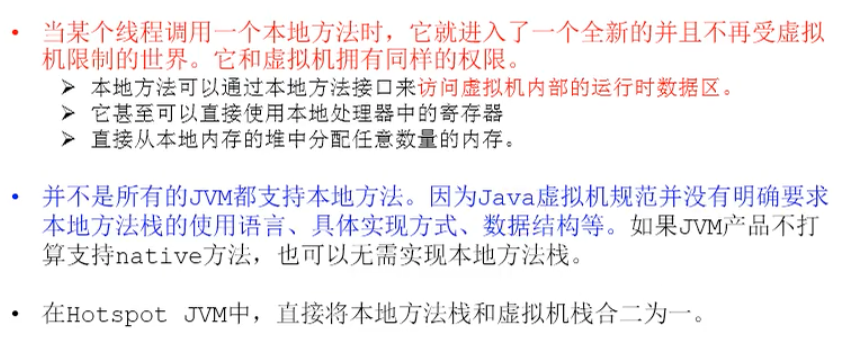 • 当某个线程调用一个本地方法时，它就进入了一个全新的并且不再受虚拟
机限制的世界。它和虚拟机拥有同样的权限。
➢ 本地方法可以通过本地方法接口来访问虚拟机内部的运行时数据区。
➢ 它甚至可以直接使用本地处理器中的寄存器
➢ 直接从本地内存的堆中分配任意数量的内存。
• 并不是所有的JVM都支持本地方法。因为Java虚拟机规范并没有明确要求
本地方法栈的使用语言、具体实现方式、数据结构等。如果JVM产品不打
算支持native方法，也可以无需实现本地方法栈。
• 在Hotspot JVM中，直接将本地方法栈和虚拟机栈合二为一。